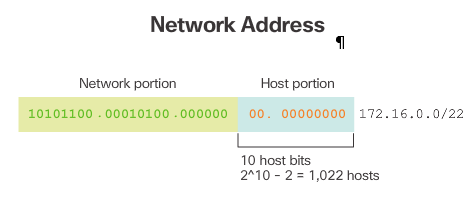 Network Address
¶
Network portion Host portion
10101100 . 00010100 . 000000 00. 00000000 172.16.0.0/22
10 host bits
2^10 – 2 = 1,022 hosts